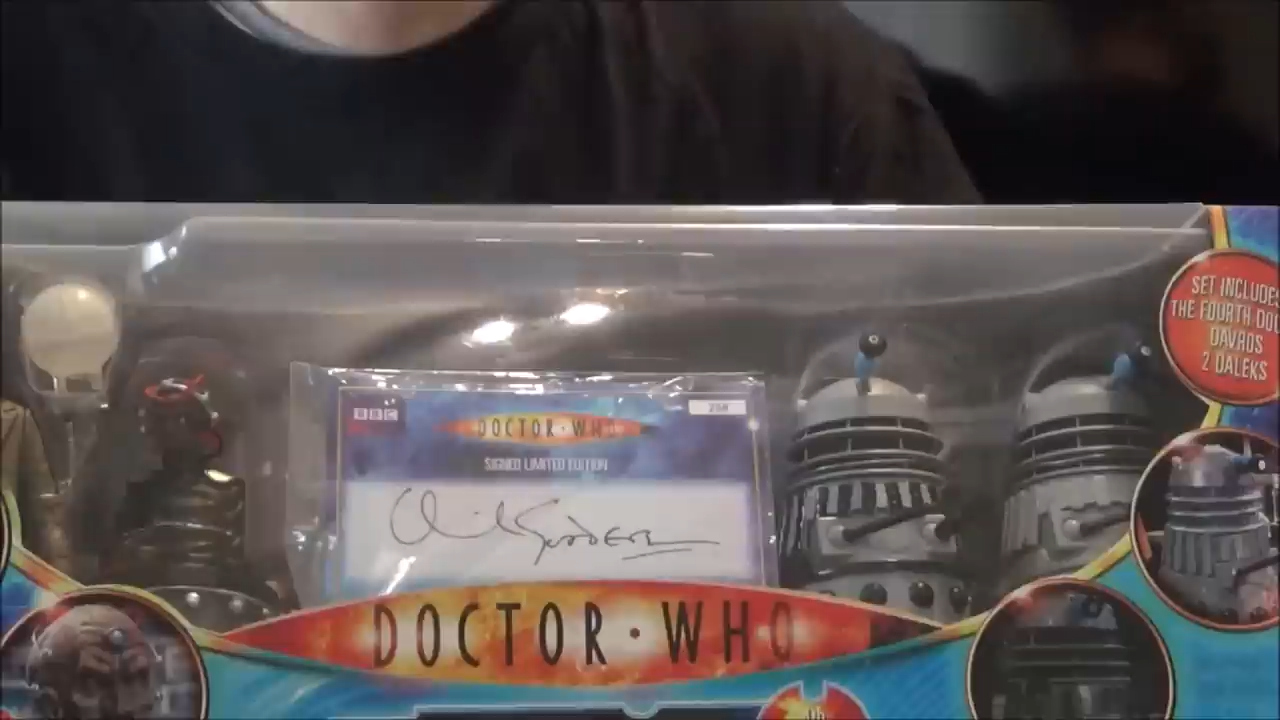 SET INCLUDES
THE FOURTH DOC
DAVROS
2 DALEKS
BBC
DOCTOR · WHO
SIGNED LIMITED EDITION
DOCTOR · WHO